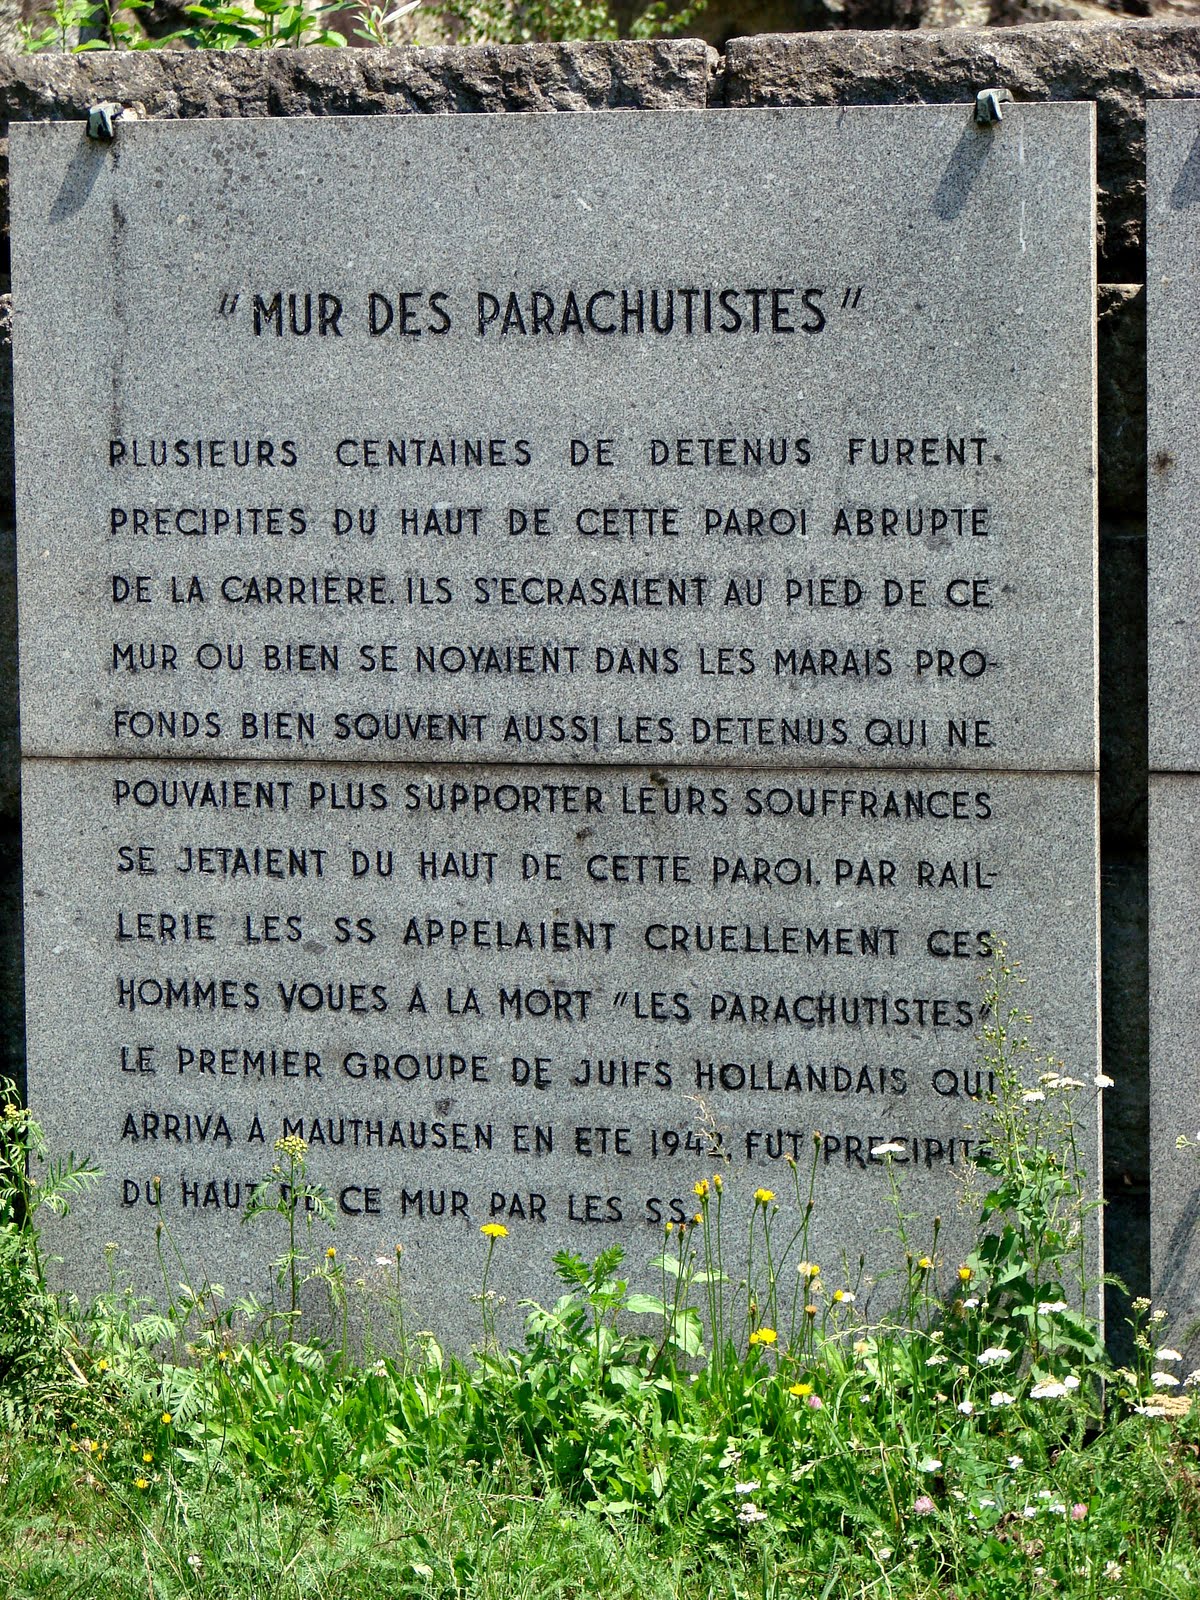 "MUR DES PARACHUTISTES"
PLUSIEURS CENTAINES DE DETENUS FURENT
PRECIPITES DU HAUT DE CETTE PAROI ABRUPTE
DE LA CARRIERE. ILS S'ECRASAIENT AU PIED DE CE
MUR OU BIEN SE NOYAIENT DANS LES MARAIS PRO-
FONDS BIEN SOUVENT AUSSI LES DETENUS QUI NE
POUVAIENT PLUS SUPPORTER LEURS SOUFFRANCES
SE JETAIENT DU HAUT DE CETTE PAROI. PAR RAIL-
LERIE LES SS APPELAIENT CRUELLEMENT CES
HOMMES VOUES A LA MORT "LES PARACHUTISTES"
LE PREMIER GROUPE DE JUIFS HOLLANDAIS QUI
ARRIVA A MAUTHAUSEN EN ETE 1942, FUT PRECIPITE
DU HAUT DE CE MUR PAR LES SS.